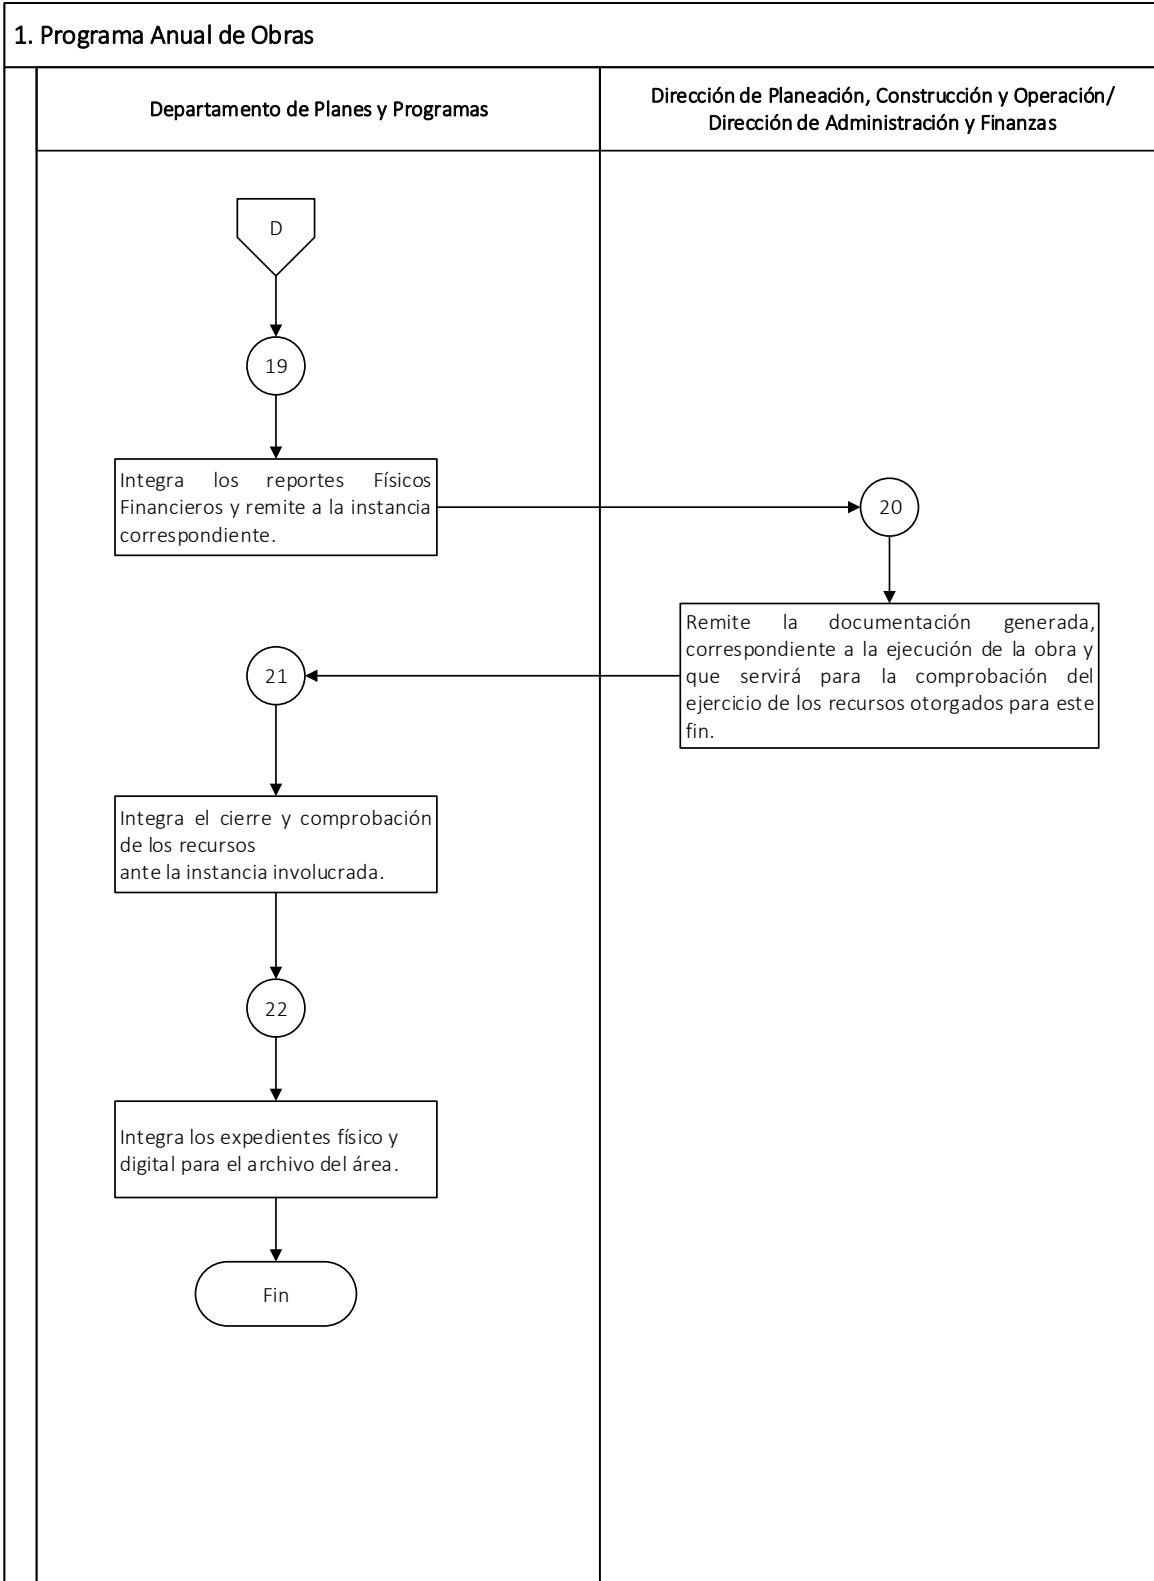 1. Programa Anual de Obras
Departamento de Planes y Programas
Dirección de Planeación, Construcción y Operación/
Dirección de Administración y Finanzas
D
19
Integra los reportes Físicos
Financieros y remite a la instancia
correspondiente.
20
Remite la documentación generada,
correspondiente a la ejecución de la obra y
que servirá para la comprobación del
ejercicio de los recursos otorgados para este
fin.
21
Integra el cierre y comprobación
de los recursos
ante la instancia involucrada.
22
Integra los expedientes físico y
digital para el archivo del área.
Fin